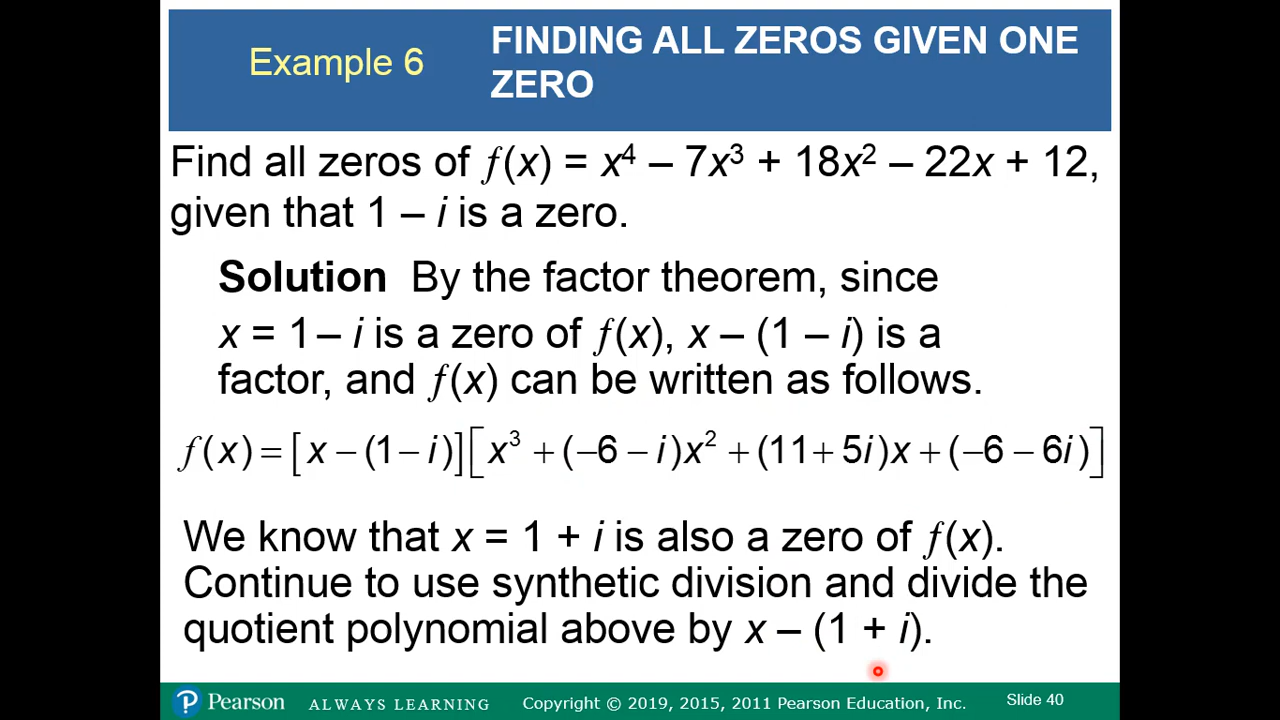 Example 6
FINDING ALL ZEROS GIVEN ONE
ZERO
Find all zeros of f(x) = x⁴ – 7x³ + 18x² – 22x + 12,
given that 1 – i is a zero.
Solution By the factor theorem, since
x = 1 – i is a zero of f(x), x – (1 – i) is a
factor, and f(x) can be written as follows.
f(x) = [x – (1 – i)][x³ + (–6 – i)x² + (11 + 5i)x + (–6 – 6i)]
We know that x = 1 + i is also a zero of f(x).
Continue to use synthetic division and divide the
quotient polynomial above by x – (1 + i).
Pearson ALWAYS LEARNING Copyright © 2019, 2015, 2011 Pearson Education, Inc. Slide 40